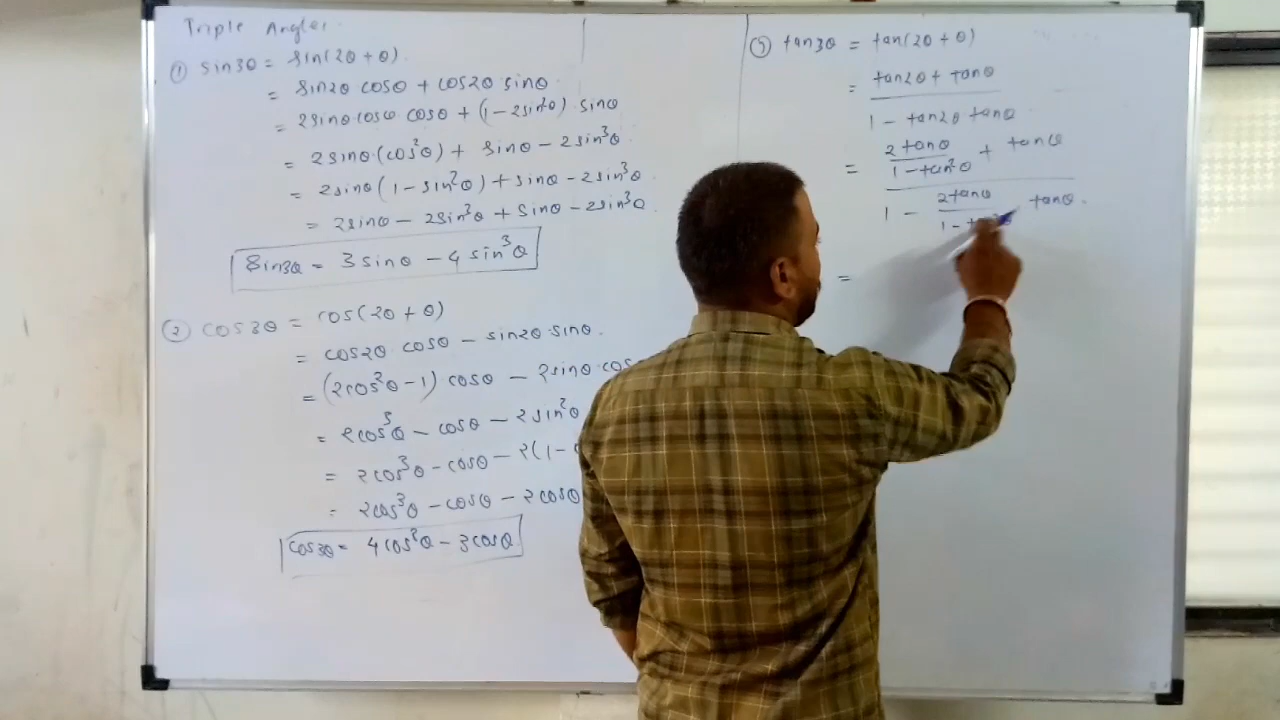 Triple Angles.
① sin3θ = sin(2θ + θ).
= sin2θ cosθ + cos2θ sinθ
= 2sinθ cosθ cosθ + (1-2sin²θ) sinθ
= 2sinθ(cos²θ) + sinθ - 2sin³θ
= 2sinθ(1-sin²θ) + sinθ - 2sin³θ
= 2sinθ - 2sin³θ + sinθ - 2sin³θ.
sin3θ = 3sinθ - 4sin³θ
② cos3θ = cos(2θ + θ)
= cos2θ cosθ - sin2θ sinθ.
= (2cos²θ-1) cosθ - 2sinθ cos
= 2cos³θ - cosθ - 2sin²θ
= 2cos³θ - cosθ - 2(1-
= 2cos³θ - cosθ - 2cosθ
cos3θ = 4cos³θ - 3cosθ
tan3θ = tan(2θ + θ)
= tan2θ + tanθ
1 - tan2θ tanθ
= 2tanθ + tanθ
1-tan²θ
1 - 2tanθ tanθ.
=